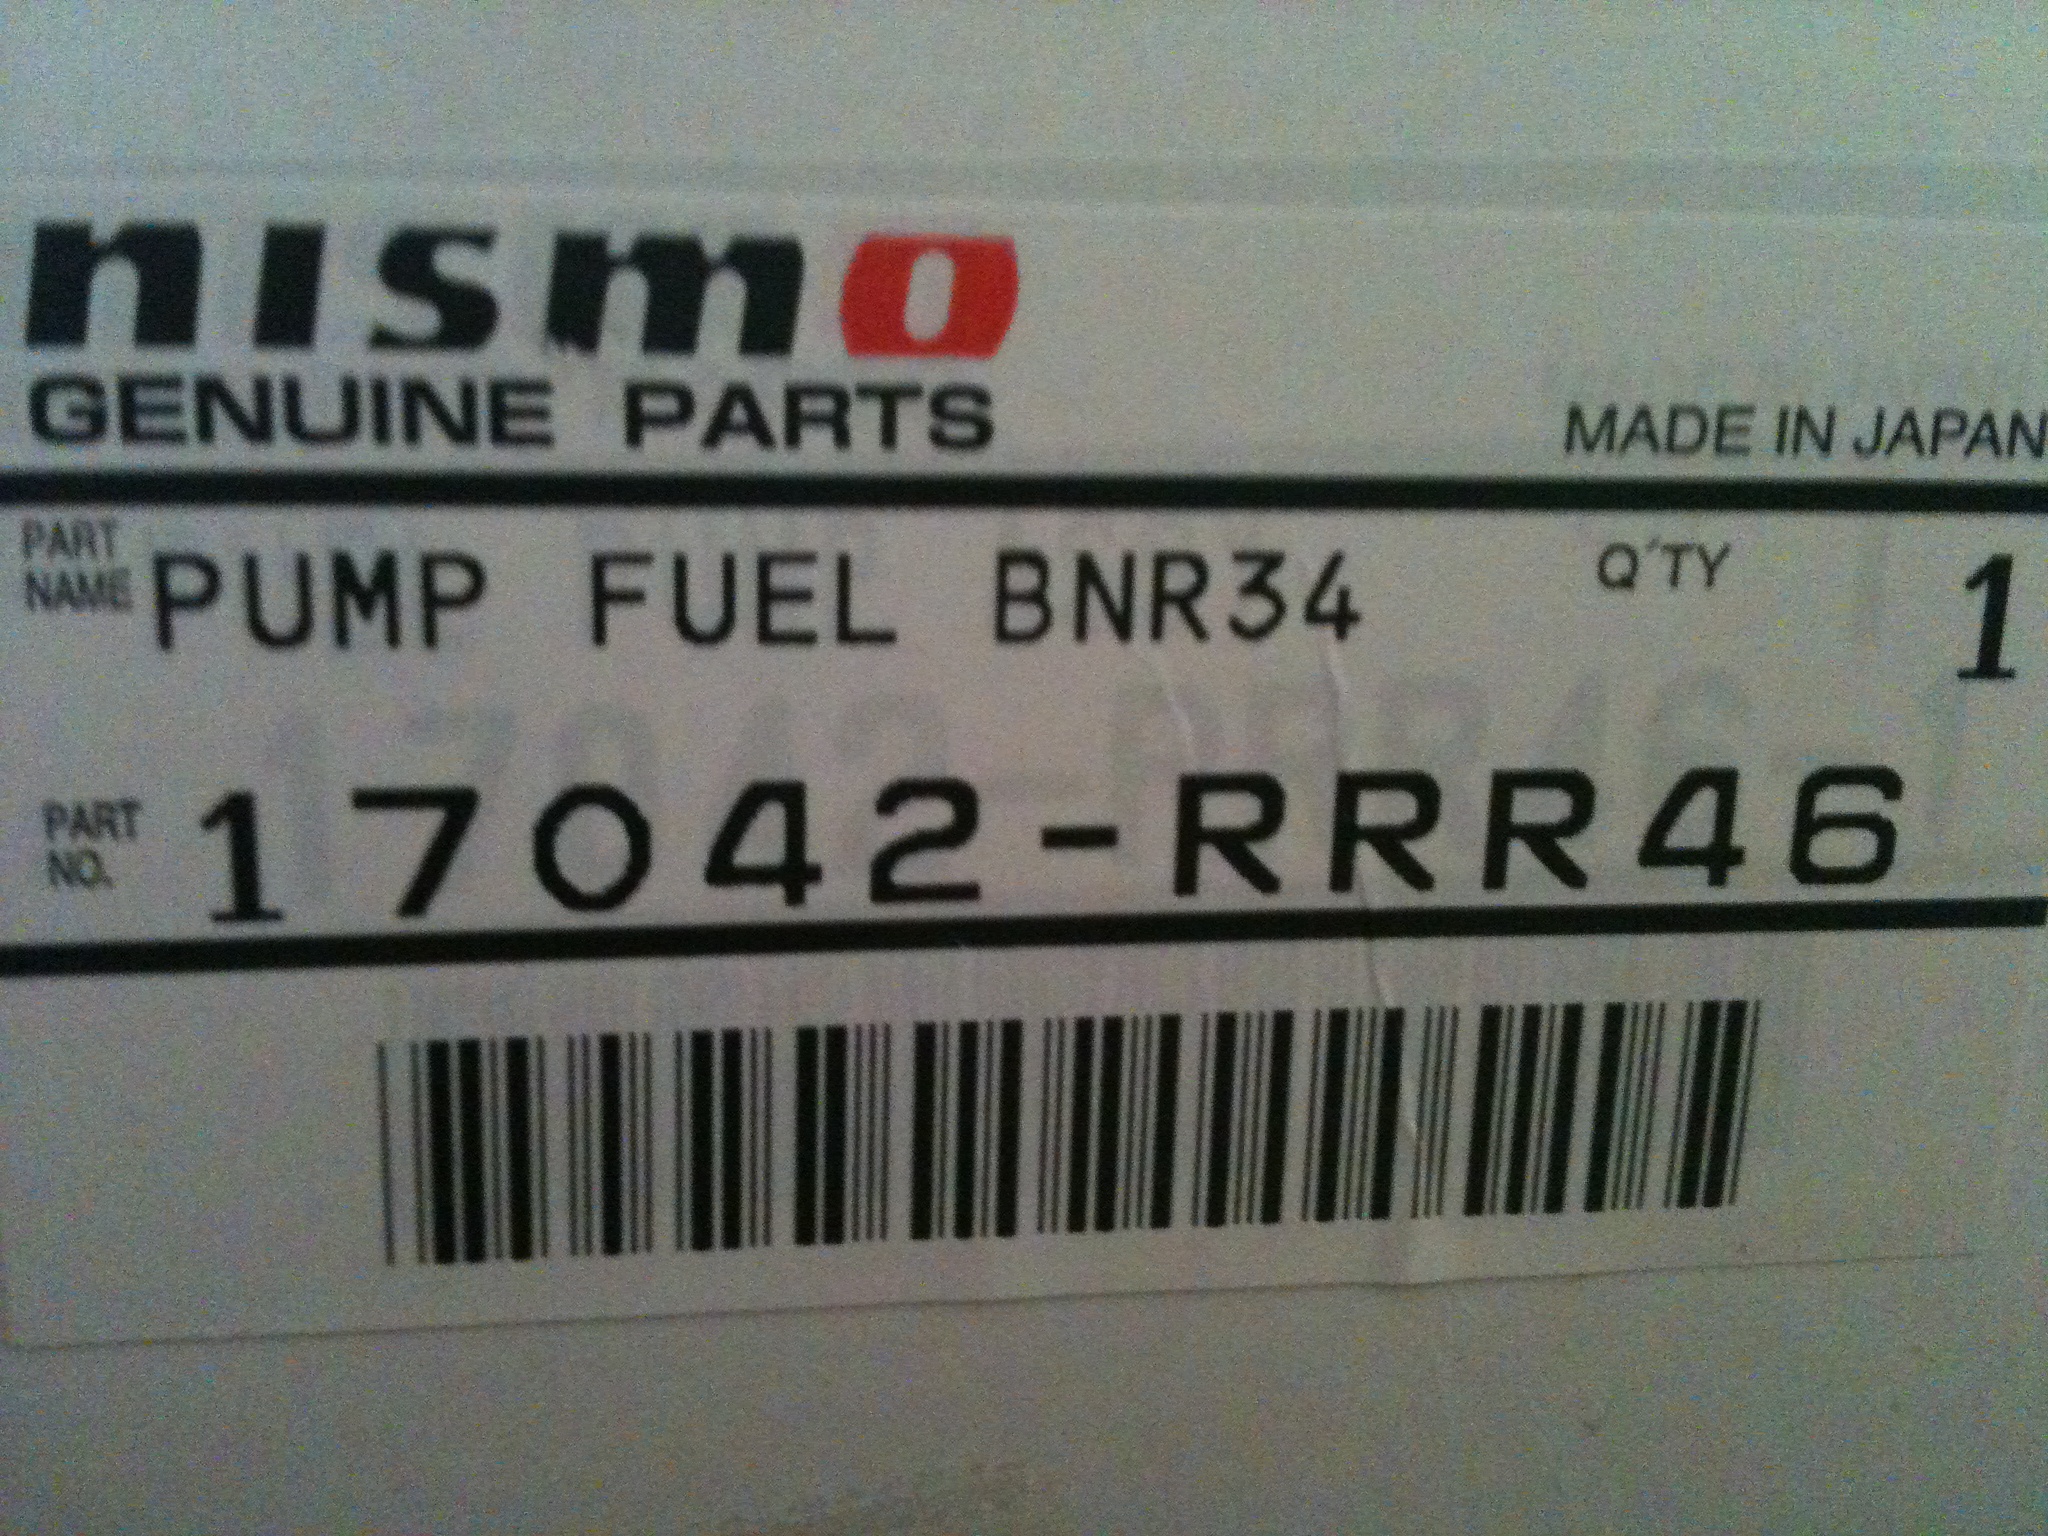 nismo
GENUINE PARTS
MADE IN JAPAN
PART NAME PUMP FUEL BNR34 Q'TY 1
PART NO. 17042-RRR46